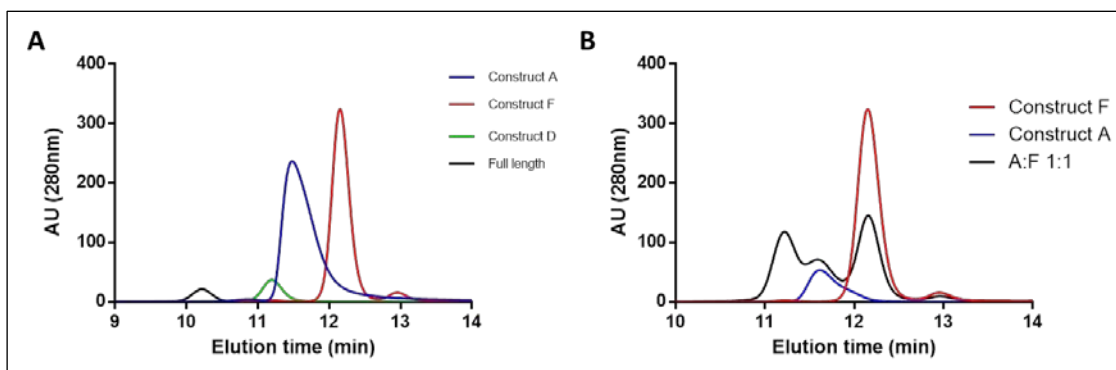 A
400
300
200
100
0
AU (280nm)
9 10 11 12 13 14
Elution time (min)
Construct A
Construct F
Construct D
Full length
B
400
300
200
100
0
AU (280nm)
10 11 12 13 14
Elution time (min)
Construct F
Construct A
A:F 1:1